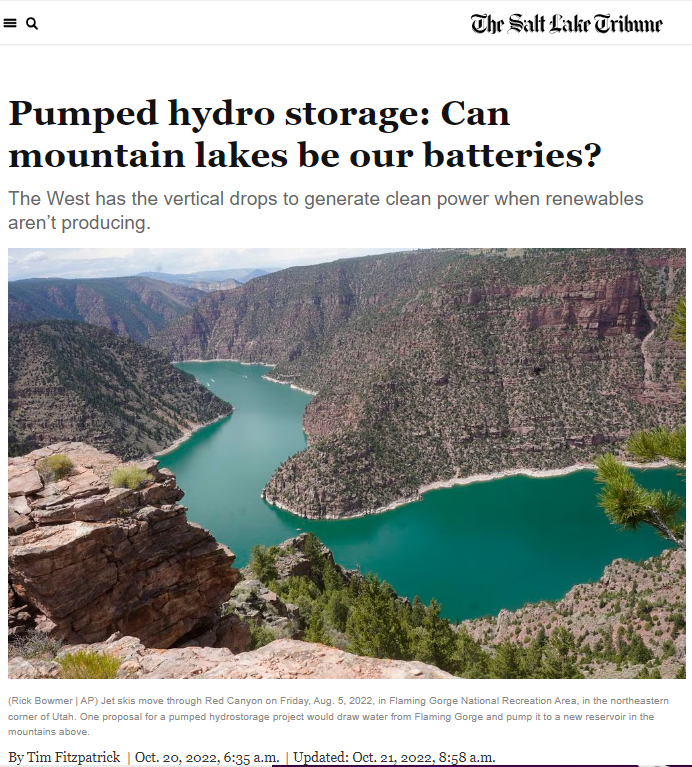 The Salt Lake Tribune
Pumped hydro storage: Can
mountain lakes be our batteries?
The West has the vertical drops to generate clean power when renewables
aren’t producing.
(Rick Bowmer | AP) Jet skis move through Red Canyon on Friday, Aug. 5, 2022, in Flaming Gorge National Recreation Area, in the northeastern
corner of Utah. One proposal for a pumped hydrostorage project would draw water from Flaming Gorge and pump it to a new reservoir in the
mountains above.
By Tim Fitzpatrick | Oct. 20, 2022, 6:35 a.m. | Updated: Oct. 21, 2022, 8:58 a.m.